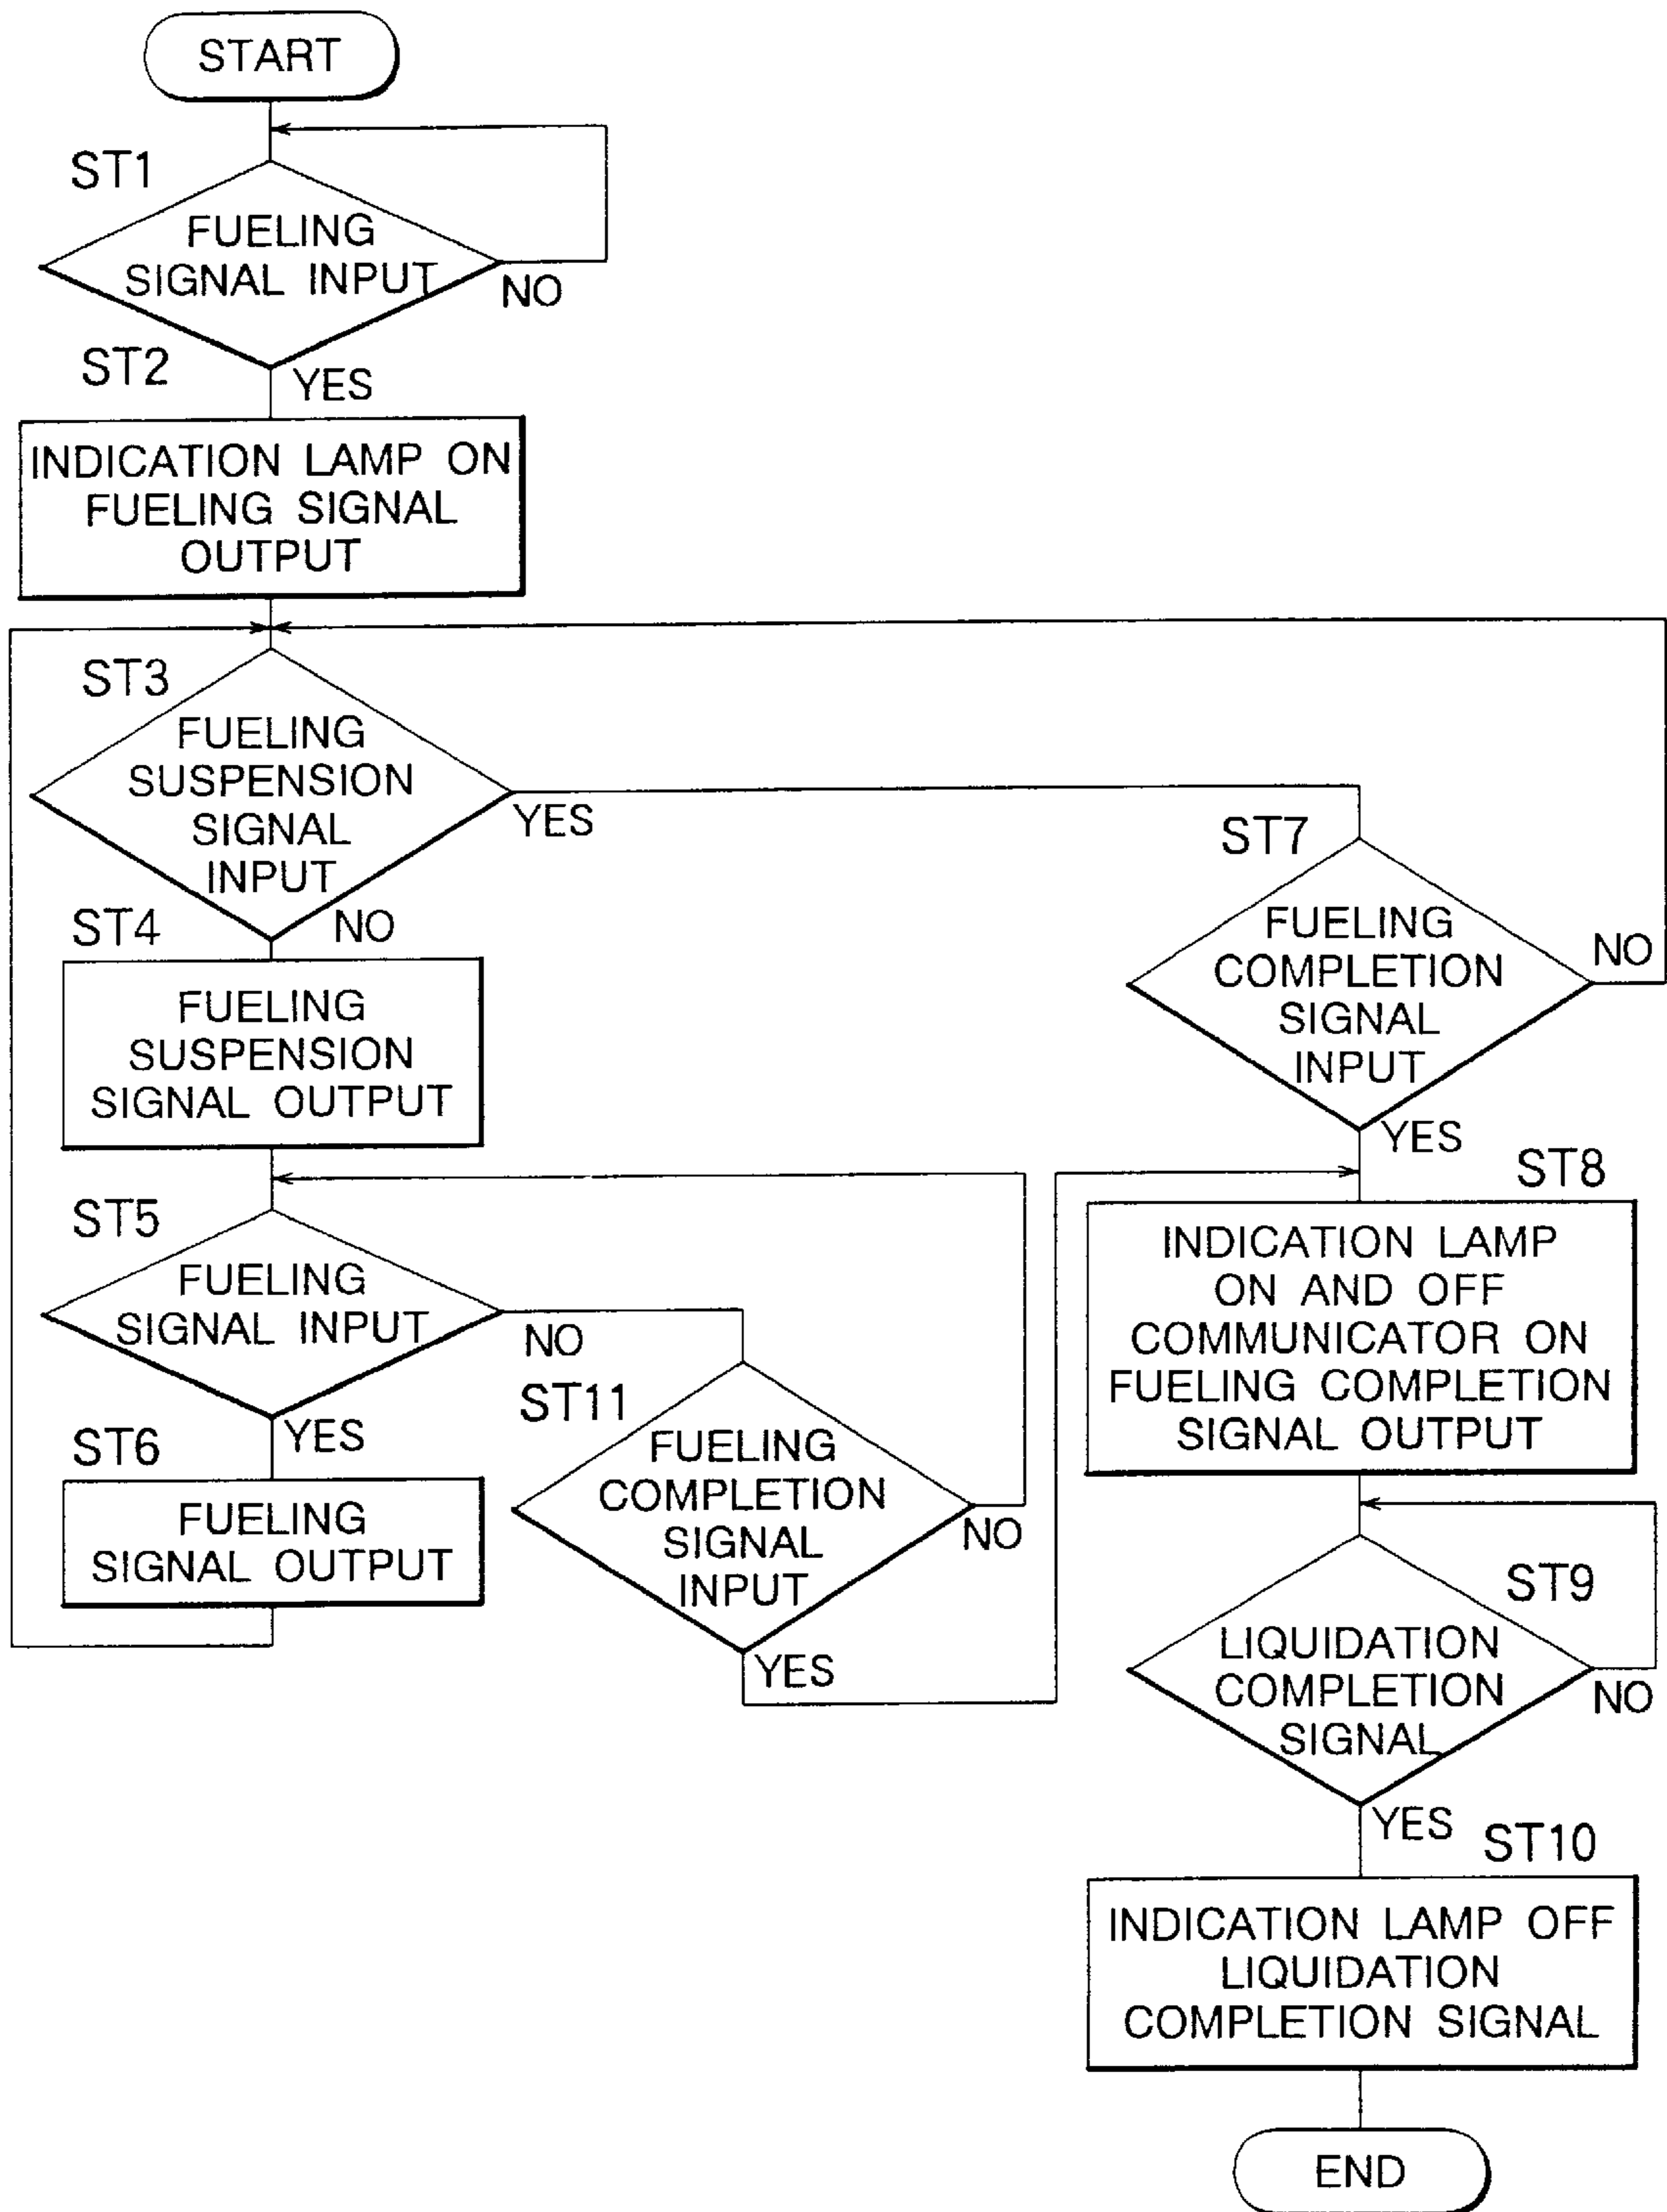 START
ST1
FUELING
SIGNAL INPUT
NO
ST2
YES
INDICATION LAMP ON
FUELING SIGNAL
OUTPUT
ST3
FUELING
SUSPENSION
SIGNAL
INPUT
YES
ST4
NO
FUELING
SUSPENSION
SIGNAL OUTPUT
ST5
FUELING
SIGNAL INPUT
NO
ST6
YES
FUELING
SIGNAL OUTPUT
ST11
FUELING
COMPLETION
SIGNAL
INPUT
NO
YES
ST7
FUELING
COMPLETION
SIGNAL
INPUT
NO
YES
ST8
INDICATION LAMP
ON AND OFF
COMMUNICATOR ON
FUELING COMPLETION
SIGNAL OUTPUT
ST9
LIQUIDATION
COMPLETION
SIGNAL
NO
YES
ST10
INDICATION LAMP OFF
LIQUIDATION
COMPLETION SIGNAL
END